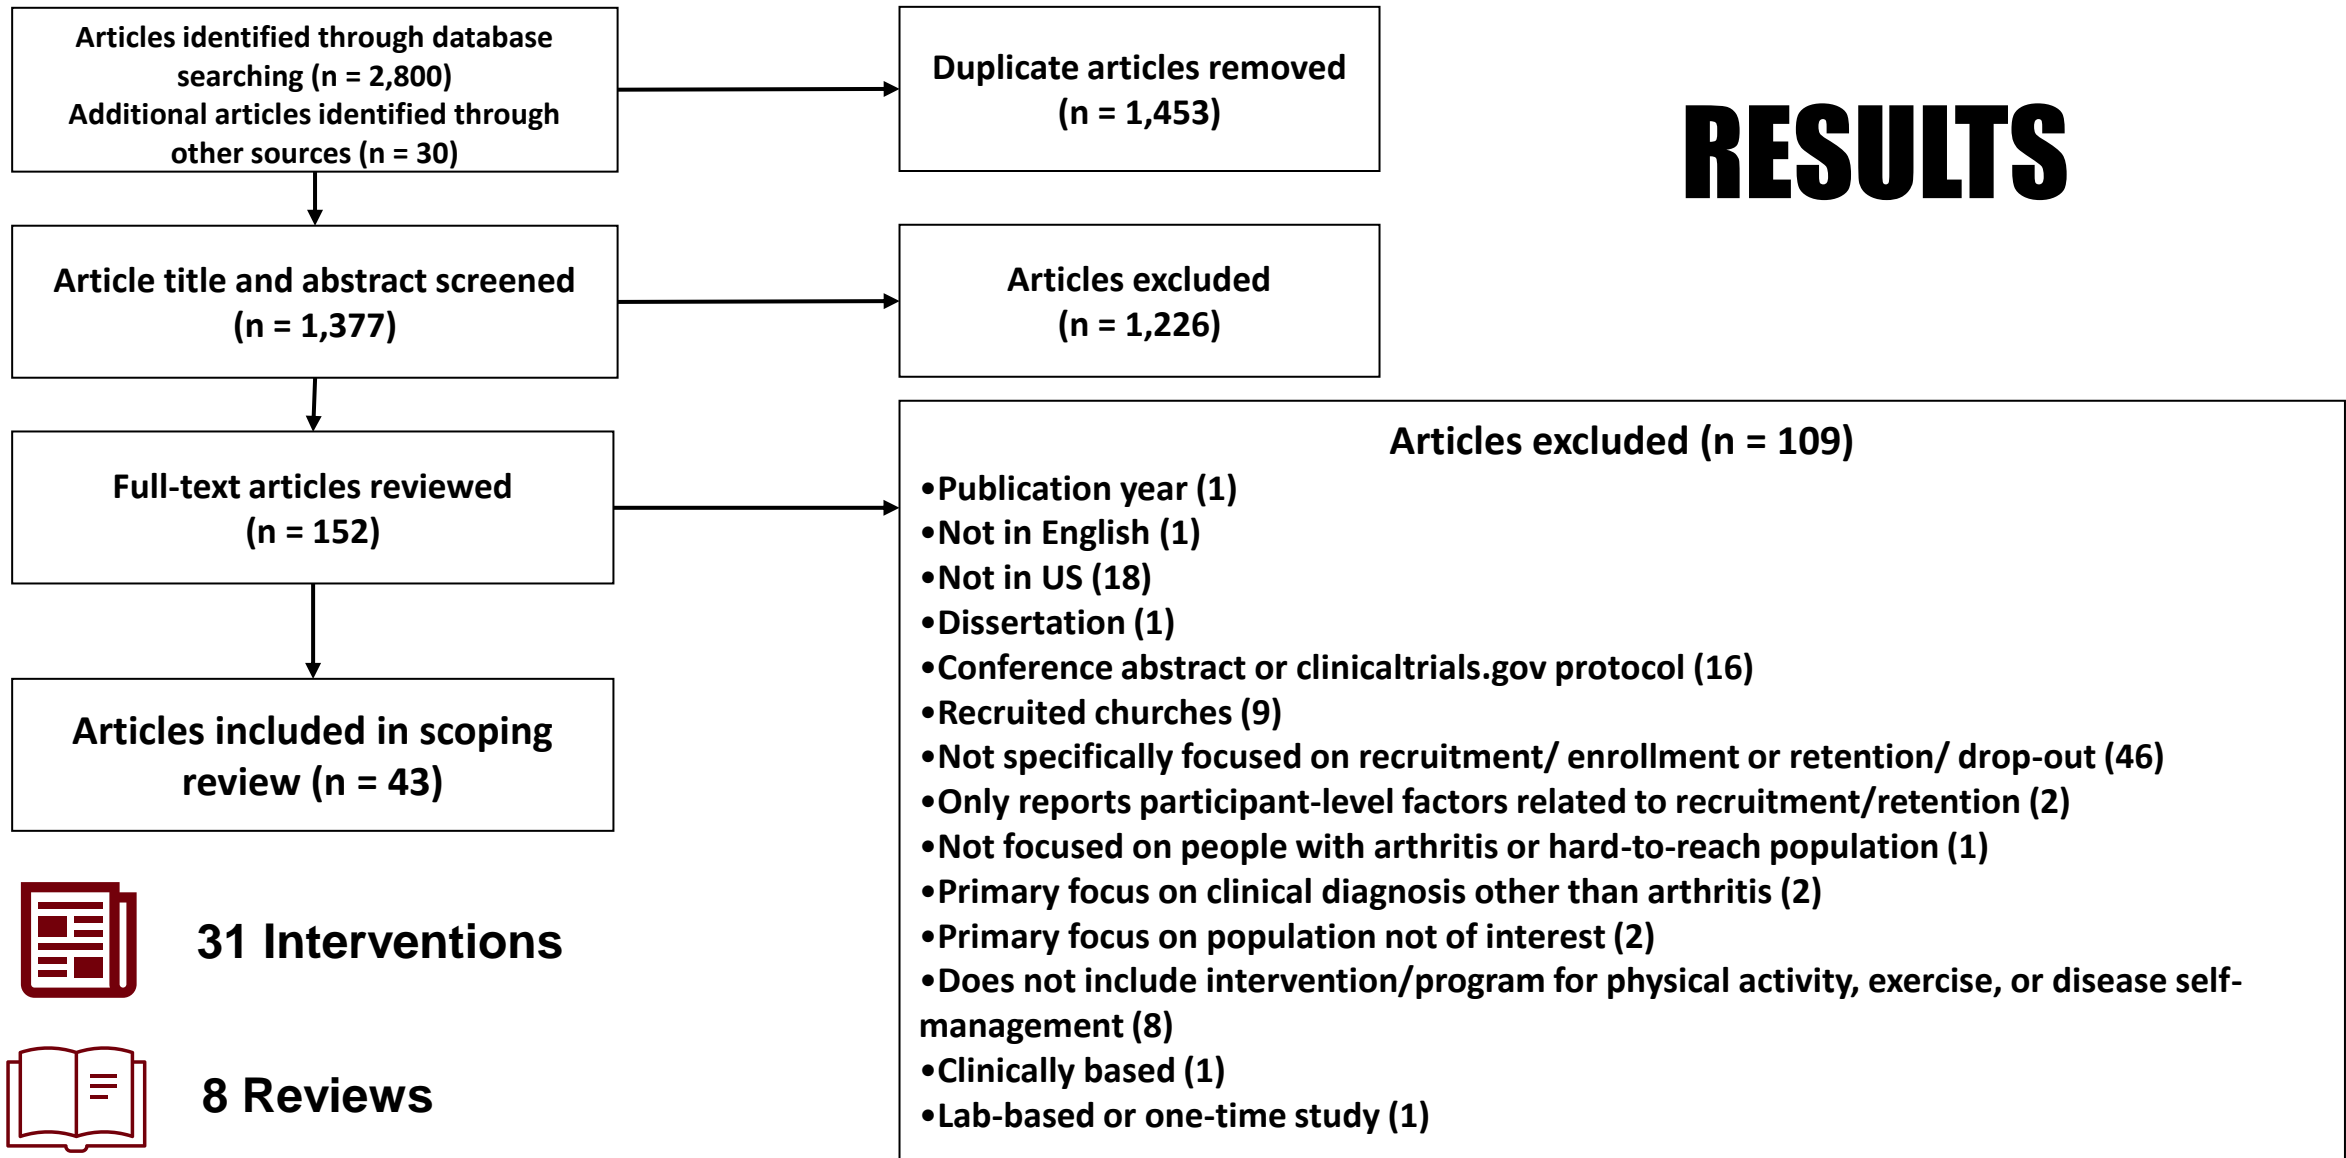 Articles identified through database
searching (n = 2,800)
Additional articles identified through
other sources (n = 30)
Duplicate articles removed
(n = 1,453)
RESULTS
Article title and abstract screened
(n = 1,377)
Articles excluded
(n = 1,226)
Full-text articles reviewed
(n = 152)
Articles excluded (n = 109)
•Publication year (1)
•Not in English (1)
•Not in US (18)
•Dissertation (1)
•Conference abstract or clinicaltrials.gov protocol (16)
•Recruited churches (9)
•Not specifically focused on recruitment/ enrollment or retention/ drop-out (46)
•Only reports participant-level factors related to recruitment/retention (2)
•Not focused on people with arthritis or hard-to-reach population (1)
•Primary focus on clinical diagnosis other than arthritis (2)
•Primary focus on population not of interest (2)
•Does not include intervention/program for physical activity, exercise, or disease self-
management (8)
•Clinically based (1)
•Lab-based or one-time study (1)
Articles included in scoping
review (n = 43)
31 Interventions
8 Reviews